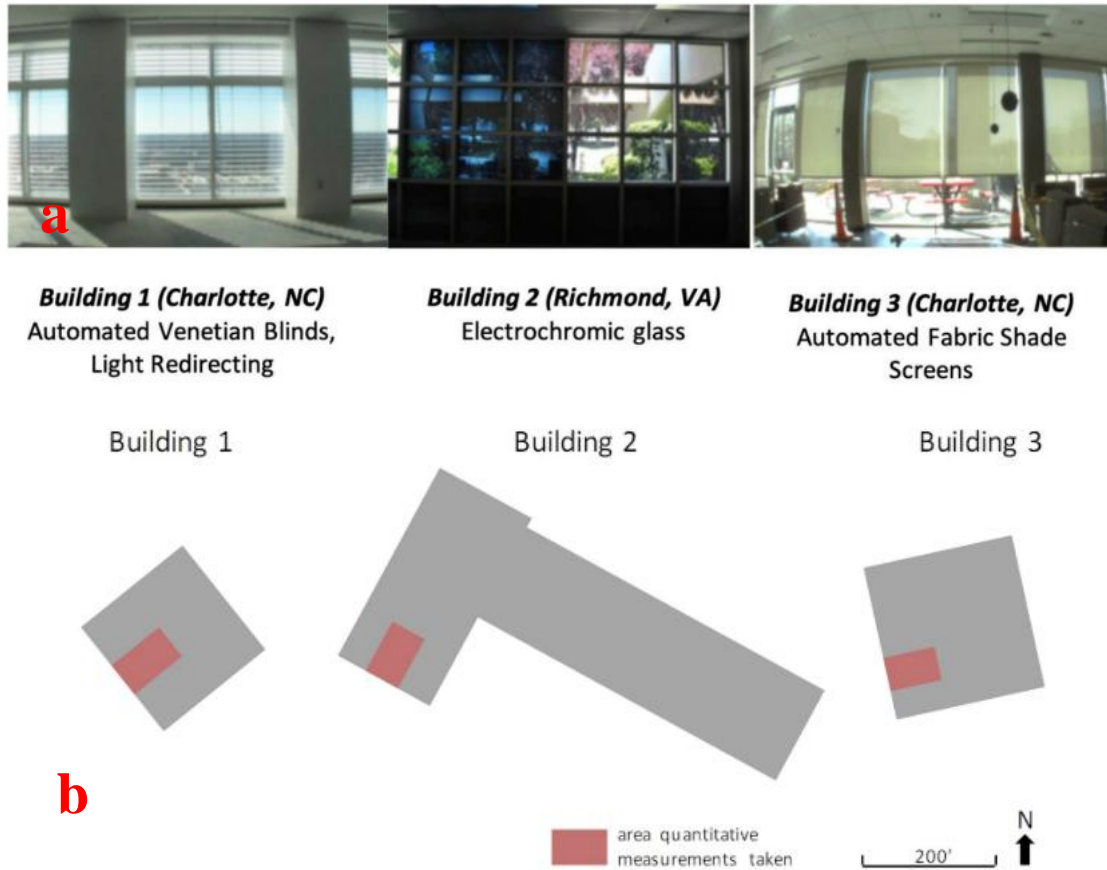 a
Building 1 (Charlotte, NC)
Automated Venetian Blinds,
Light Redirecting
Building 2 (Richmond, VA)
Electrochromic glass
Building 3 (Charlotte, NC)
Automated Fabric Shade
Screens
Building 1
Building 2
Building 3
b
area quantitative
measurements taken
200'
N